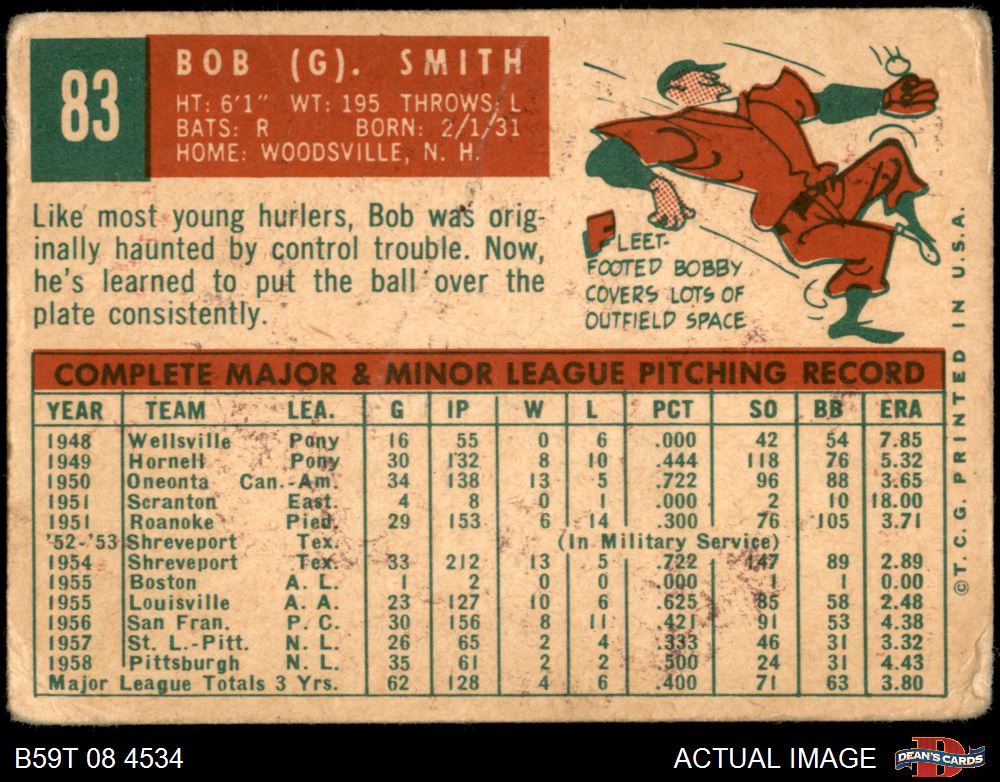 83
BOB (G). SMITH
HT: 6'1" WT: 195 THROWS: L
BATS: R BORN: 2/1/31
HOME: WOODSVILLE, N. H.
Like most young hurlers, Bob was orig-
inally haunted by control trouble. Now,
he's learned to put the ball over the
plate consistently.
FLEET-
FOOTED BOBBY
COVERS LOTS OF
OUTFIELD SPACE
COMPLETE MAJOR & MINOR LEAGUE PITCHING RECORD
YEAR TEAM LEA. G IP W L PCT SO BB ERA
1948 Wellsville Pony 16 55 0 6 .000 42 54 7.85
1949 Hornell Pony 30 132 8 10 .444 118 76 5.32
1950 Oneonta Can.-Am. 34 138 13 5 .722 96 88 3.65
1951 Scranton East. 4 8 0 1 .000 2 10 18.00
1951 Roanoke Pied. 29 153 6 14 .300 76 105 3.71
'52-'53 Shreveport Tex. (In Military Service)
1954 Shreveport Tex. 33 212 13 5 .722 147 89 2.89
1955 Boston A. L. 1 2 0 0 .000 1 1 0.00
1955 Louisville A. A. 23 127 10 6 .625 85 58 2.48
1956 San Fran. P. C. 30 156 8 11 .421 91 53 4.38
1957 St. L.-Pitt. N. L. 26 65 2 4 .333 46 31 3.32
1958 Pittsburgh N. L. 35 61 2 2 .500 24 31 4.43
Major League Totals 3 Yrs. 62 128 4 6 .400 71 63 3.80
©T.C.G. PRINTED IN U.S.A.
B59T 08 4534
ACTUAL IMAGE
DEAN'S CARDS